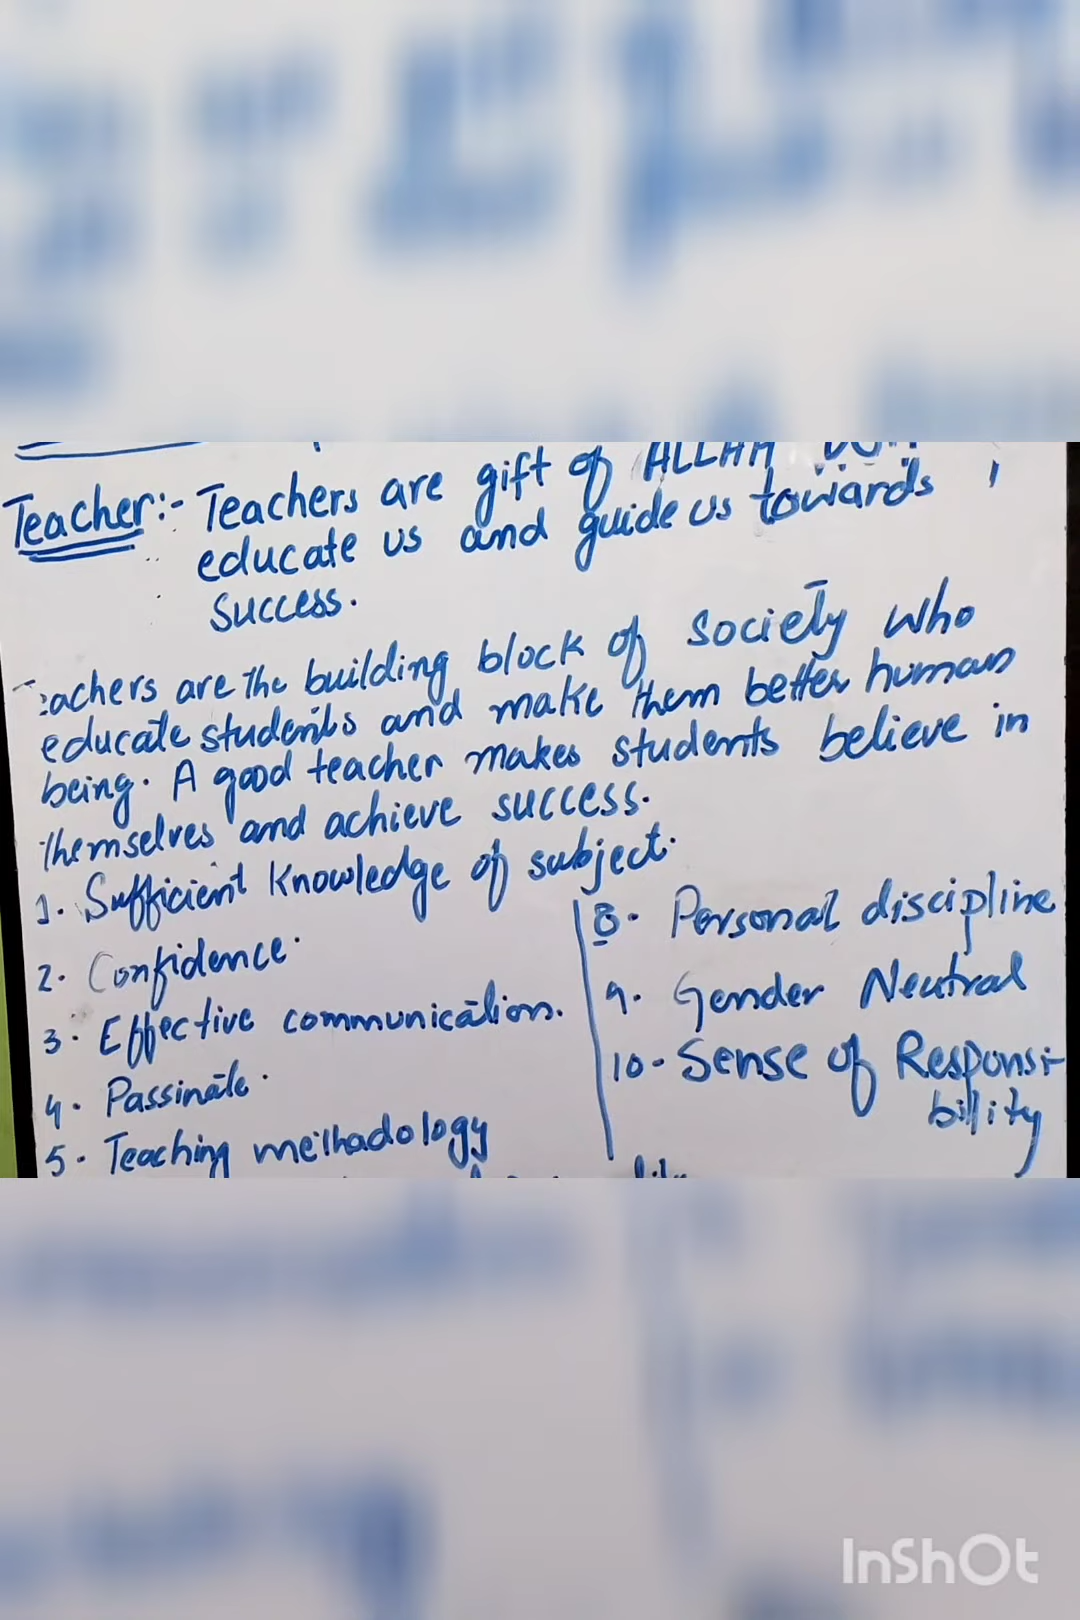 Teacher:- Teachers are gift of ALLAH
educate us and guide us towards
success.
Teachers are the building block of society who
educate students and make them better human
being. A good teacher makes students believe in
themselves and achieve success.
1. Sufficient Knowledge of subject.
2. Confidence.
3. Effective communication.
4. Passinate.
5. Teaching methadology
8. Personal discipline
9. Gender Neutral
10- Sense of Responsi-
billity
InShOt